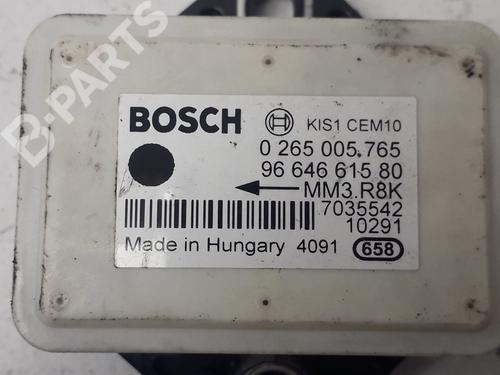 B-PARTS
BOSCH KIS1 CEM10
0 265 005 765
96 646 615 80
MM3.R8K
7035542
10291
Made in Hungary 4091 658
B-PARTS